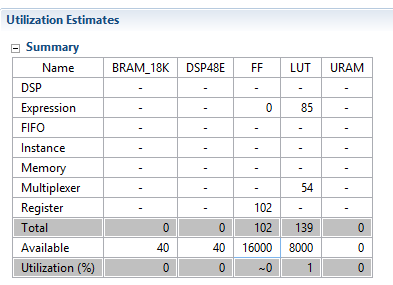 Utilization Estimates
Summary
Name BRAM_18K DSP48E FF LUT URAM
DSP - - - - -
Expression - - 0 85 -
FIFO - - - - -
Instance - - - - -
Memory - - - - -
Multiplexer - - - 54 -
Register - - 102 - -
Total 0 0 102 139 0
Available 40 40 16000 8000 0
Utilization (%) 0 0 ~0 1 0